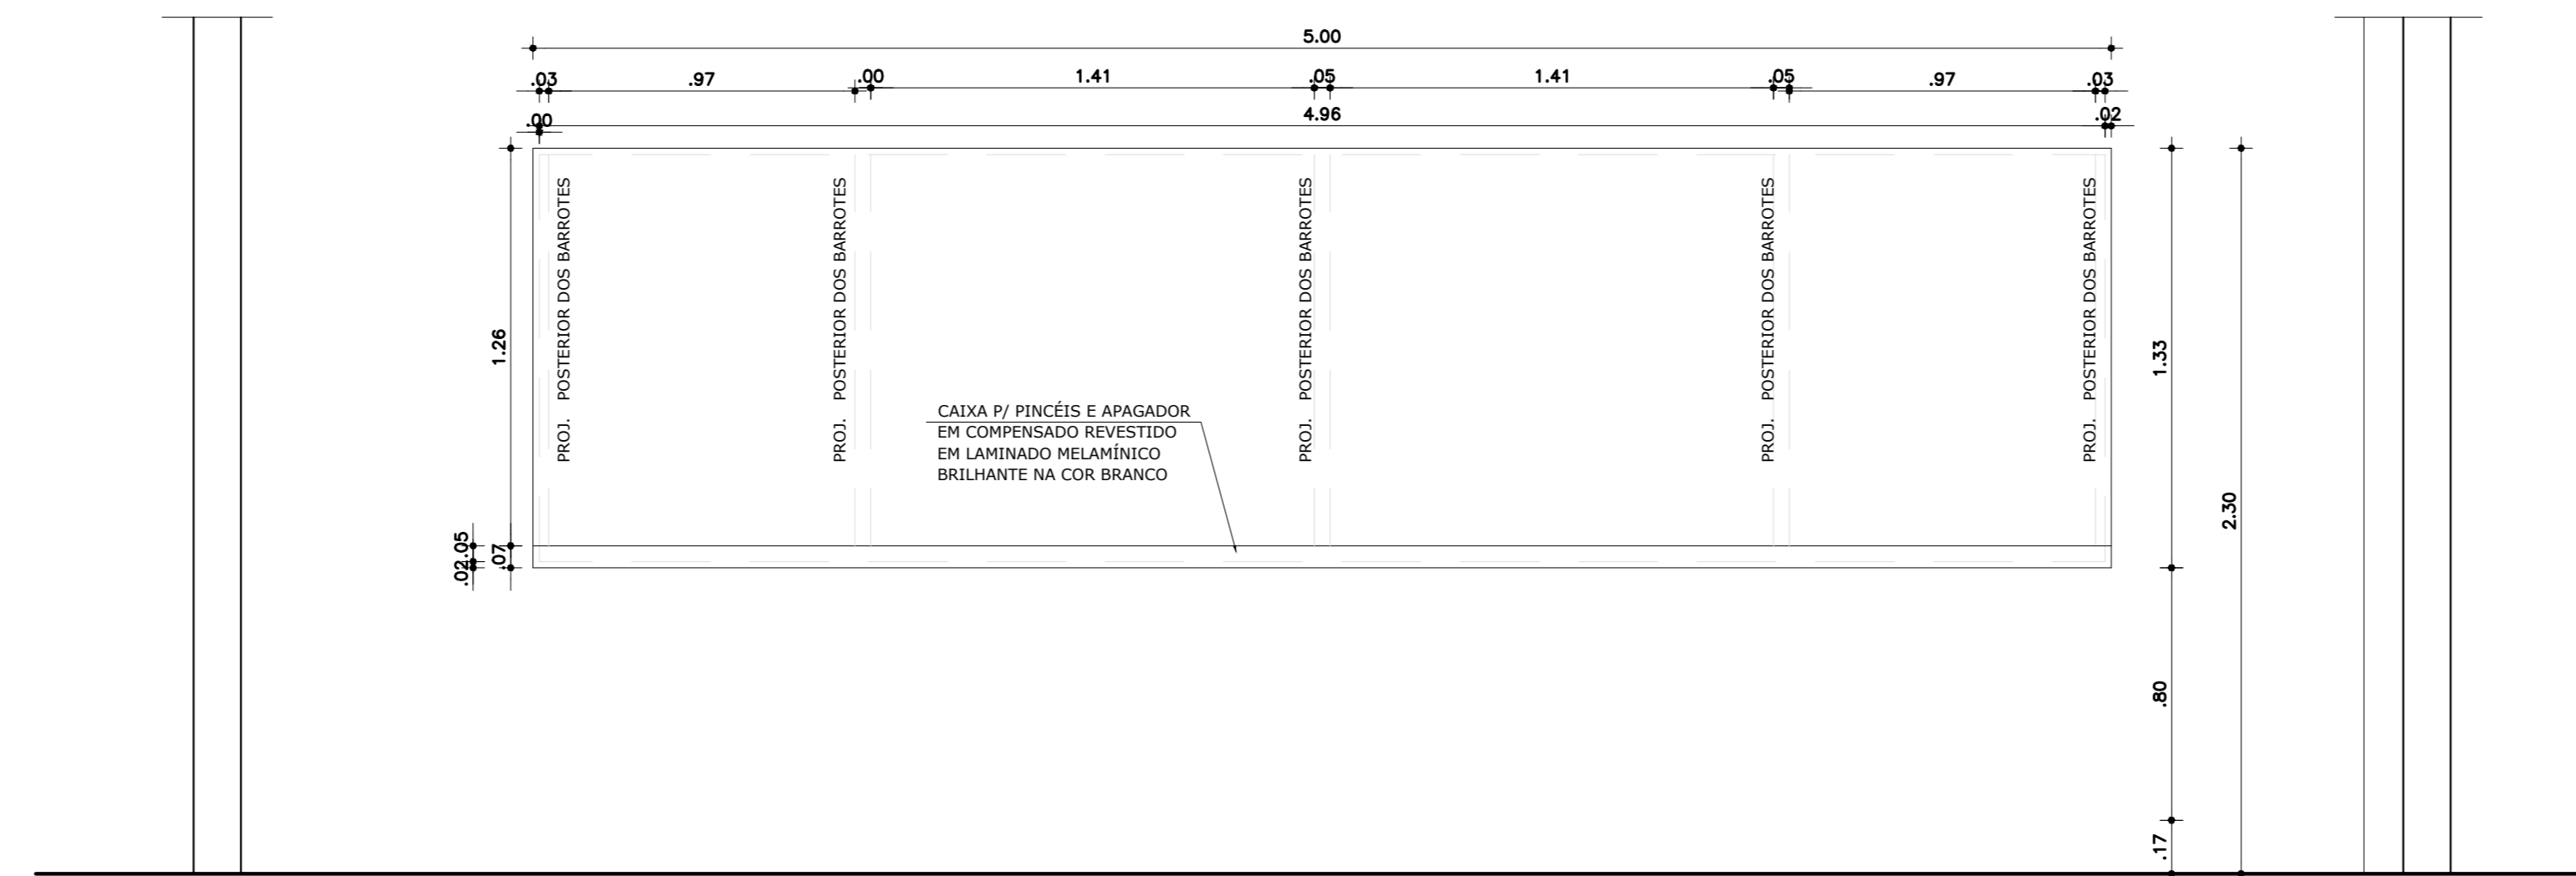 5.00
.03 .97 .00 1.41 .05 1.41 .05 .97 .03
.00 4.96 .02
PROJ. POSTERIOR DOS BARROTES
PROJ. POSTERIOR DOS BARROTES
PROJ. POSTERIOR DOS BARROTES
PROJ. POSTERIOR DOS BARROTES
PROJ. POSTERIOR DOS BARROTES
1.26
1.33
CAIXA P/ PINCÉIS E APAGADOR
EM COMPENSADO REVESTIDO
EM LAMINADO MELAMÍNICO
BRILHANTE NA COR BRANCO
2.30
.05
.02
.07
.80
.17